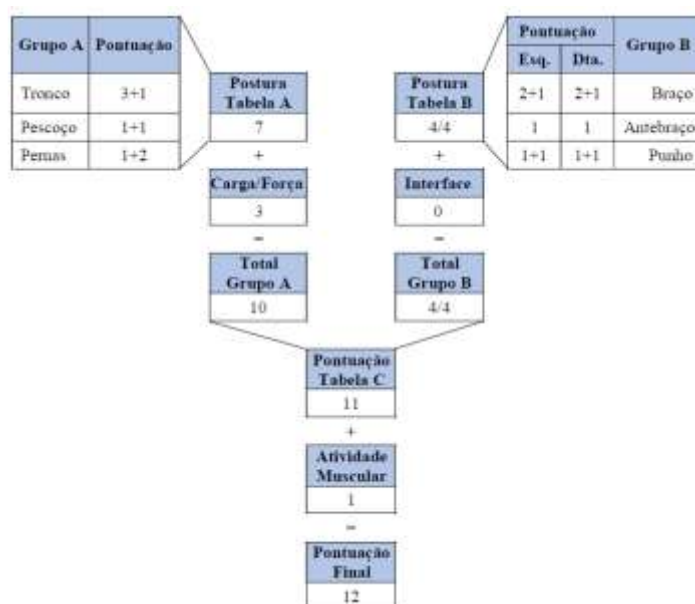 Grupo A Pontuação
Tronco 3+1
Pescoço 1+1
Pernas 1+2
Postura
Tabela A
7
+
Carga/Força
3
=
Total
Grupo A
10
Postura
Tabela B
4/4
+
Interface
0
=
Total
Grupo B
4/4
Pontuação Grupo B
Esq. Dta.
2+1 2+1 Braço
1 1 Antebraço
1+1 1+1 Punho
Pontuação
Tabela C
11
+
Atividade
Muscular
1
=
Pontuação
Final
12